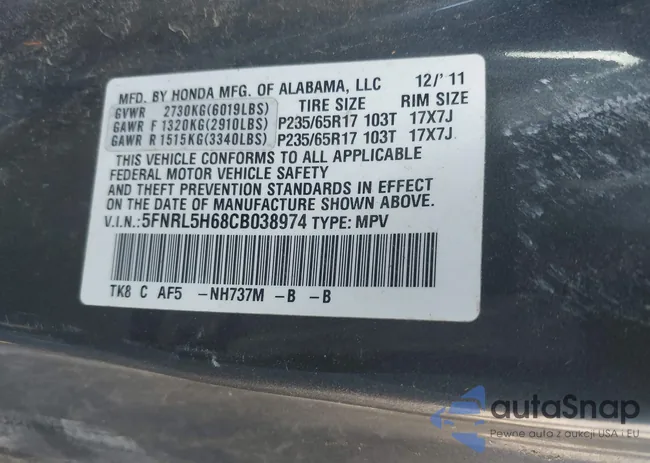 MFD. BY HONDA MFG. OF ALABAMA, LLC 12/'11
TIRE SIZE RIM SIZE
GVWR 2730KG(6019LBS)
GAWR F 1320KG(2910LBS) P235/65R17 103T 17X7J
GAWR R 1515KG(3340LBS) P235/65R17 103T 17X7J
THIS VEHICLE CONFORMS TO ALL APPLICABLE
FEDERAL MOTOR VEHICLE SAFETY
AND THEFT PREVENTION STANDARDS IN EFFECT
ON THE DATE OF MANUFACTURE SHOWN ABOVE.
V.I.N.:5FNRL5H68CB038974 TYPE: MPV
TK8 C AF5 -NH737M -B -B
autaSnap
Pewne auto z aukcji USA i EU